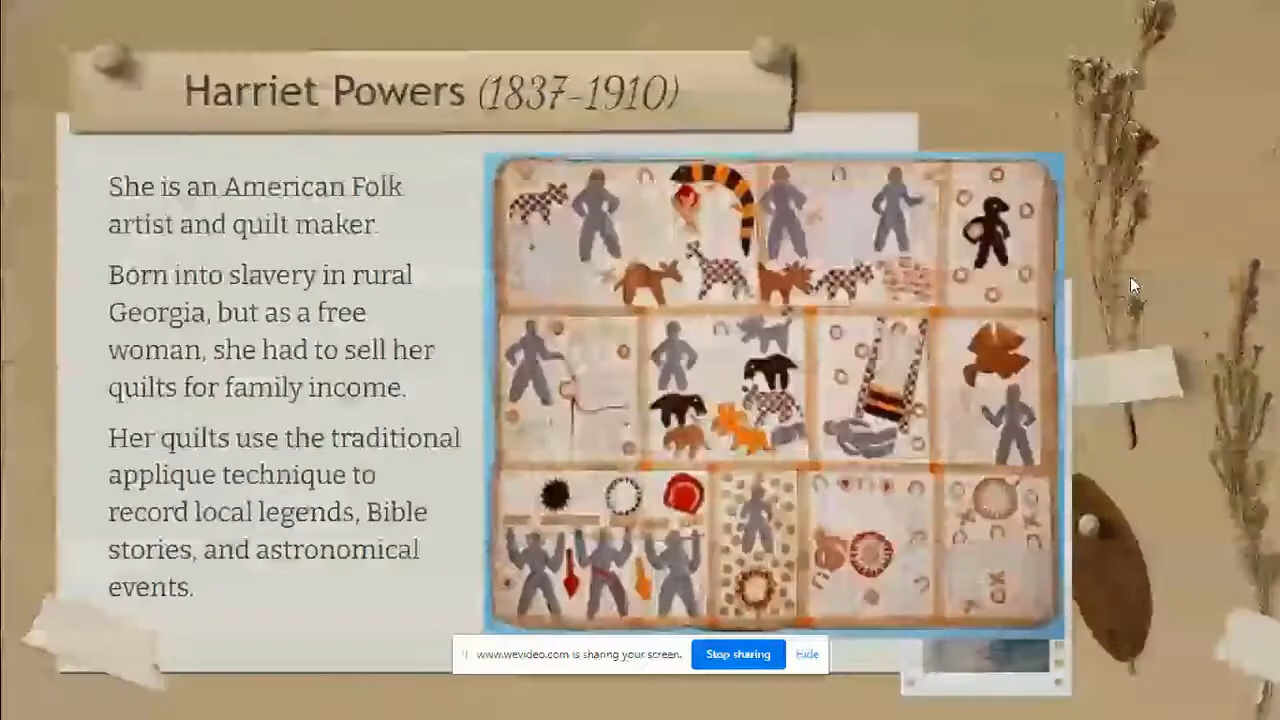 Harriet Powers (1837-1910)
She is an American Folk
artist and quilt maker.
Born into slavery in rural
Georgia, but as a free
woman, she had to sell her
quilts for family income.
Her quilts use the traditional
applique technique to
record local legends, Bible
stories, and astronomical
events.
www.wevideo.com is sharing your screen. Stop sharing Hide